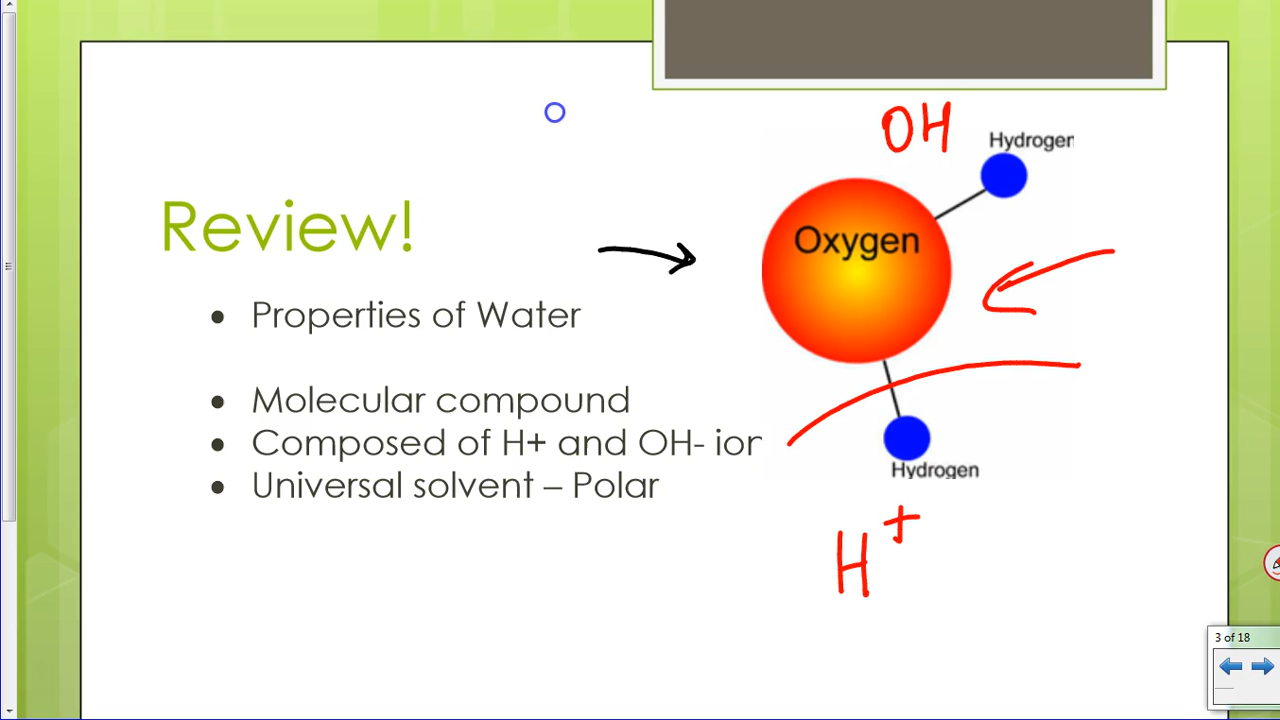 OH
Hydrogen
Oxygen
Review!
Properties of Water
Molecular compound
Composed of H+ and OH- ion
Universal solvent – Polar
Hydrogen
H+
3 of 18